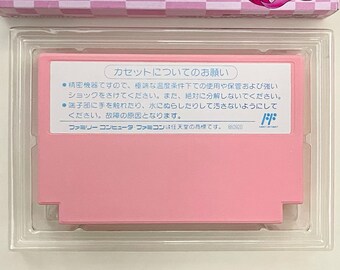 カセットについてのお願い
●精密機器ですので、極端な温度条件下での使用や保管および強い
ショックをさけてください。また、絶対に分解しないでください。
●端子部に手を触れたり、水にぬらしたりして汚さないようにして
ください。故障の原因となります。
ファミリーコンピュータ・ファミコンは任天堂の商標です。